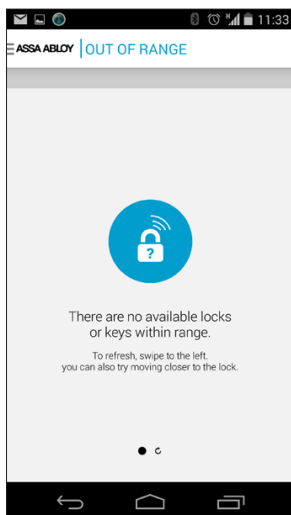 11:33
ASSA ABLOY OUT OF RANGE
?
There are no available locks
or keys within range.
To refresh, swipe to the left.
you can also try moving closer to the lock.